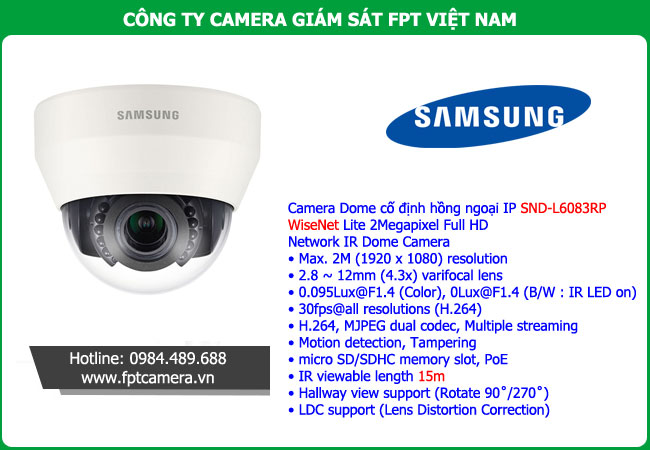 CÔNG TY CAMERA GIÁM SÁT FPT VIỆT NAM
SAMSUNG
SAMSUNG
Camera Dome cố định hồng ngoại IP SND-L6083RP
WiseNet Lite 2Megapixel Full HD
Network IR Dome Camera
• Max. 2M (1920 x 1080) resolution
• 2.8 ~ 12mm (4.3x) varifocal lens
• 0.095Lux@F1.4 (Color), 0Lux@F1.4 (B/W : IR LED on)
• 30fps@all resolutions (H.264)
• H.264, MJPEG dual codec, Multiple streaming
• Motion detection, Tampering
• micro SD/SDHC memory slot, PoE
• IR viewable length 15m
• Hallway view support (Rotate 90˚/270˚)
• LDC support (Lens Distortion Correction)
Hotline: 0984.489.688
www.fptcamera.vn